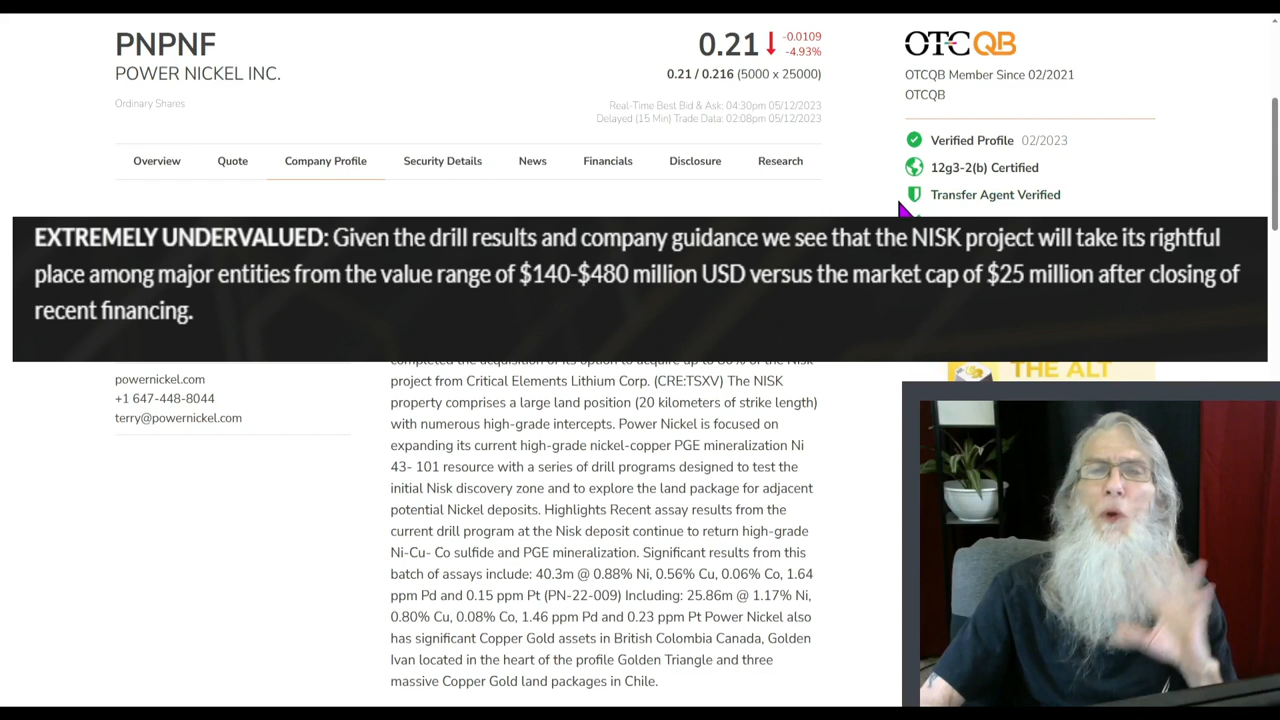 PNPNF
POWER NICKEL INC.
Ordinary Shares
0.21
-0.0109
-4.93%
0.21 / 0.216 (5000 x 25000)
Real-Time Best Bid & Ask: 04:30pm 05/12/2023
Delayed (15 Min) Trade Data: 02:08pm 05/12/2023
OTCQB
OTCQB Member Since 02/2021
OTCQB
Verified Profile 02/2023
12g3-2(b) Certified
Transfer Agent Verified
Overview Quote Company Profile Security Details News Financials Disclosure Research
EXTREMELY UNDERVALUED: Given the drill results and company guidance we see that the NISK project will take its rightful
place among major entities from the value range of $140-$480 million USD versus the market cap of $25 million after closing of
recent financing.
powernickel.com
+1 647-448-8044
terry@powernickel.com
completed the acquisition of its option to acquire up to 80% of the Nisk
project from Critical Elements Lithium Corp. (CRE:TSXV) The NISK
property comprises a large land position (20 kilometers of strike length)
with numerous high-grade intercepts. Power Nickel is focused on
expanding its current high-grade nickel-copper PGE mineralization Ni
43- 101 resource with a series of drill programs designed to test the
initial Nisk discovery zone and to explore the land package for adjacent
potential Nickel deposits. Highlights Recent assay results from the
current drill program at the Nisk deposit continue to return high-grade
Ni-Cu- Co sulfide and PGE mineralization. Significant results from this
batch of assays include: 40.3m @ 0.88% Ni, 0.56% Cu, 0.06% Co, 1.64
ppm Pd and 0.15 ppm Pt (PN-22-009) Including: 25.86m @ 1.17% Ni,
0.80% Cu, 0.08% Co, 1.46 ppm Pd and 0.23 ppm Pt Power Nickel also
has significant Copper Gold assets in British Colombia Canada, Golden
Ivan located in the heart of the profile Golden Triangle and three
massive Copper Gold land packages in Chile.
THE ALT